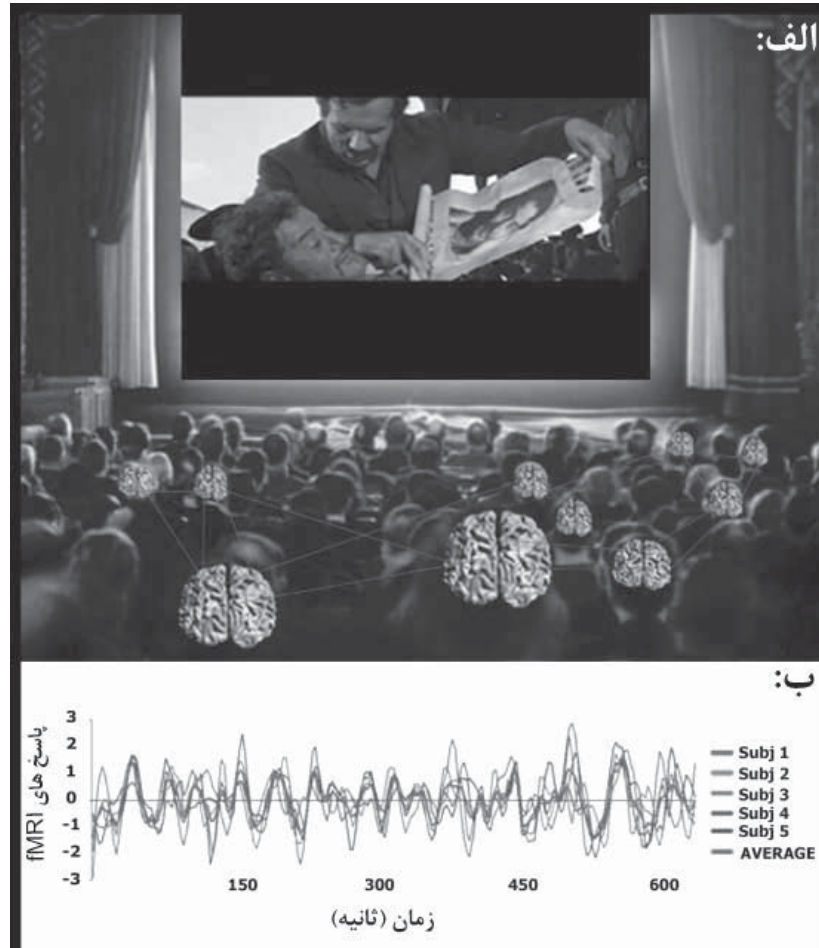 الف:
ب:
پاسخ های fMRI
3
2
1
0
-1
-2
-3
150
300
450
600
زمان (ثانیه)
Subj 1
Subj 2
Subj 3
Subj 4
Subj 5
AVERAGE